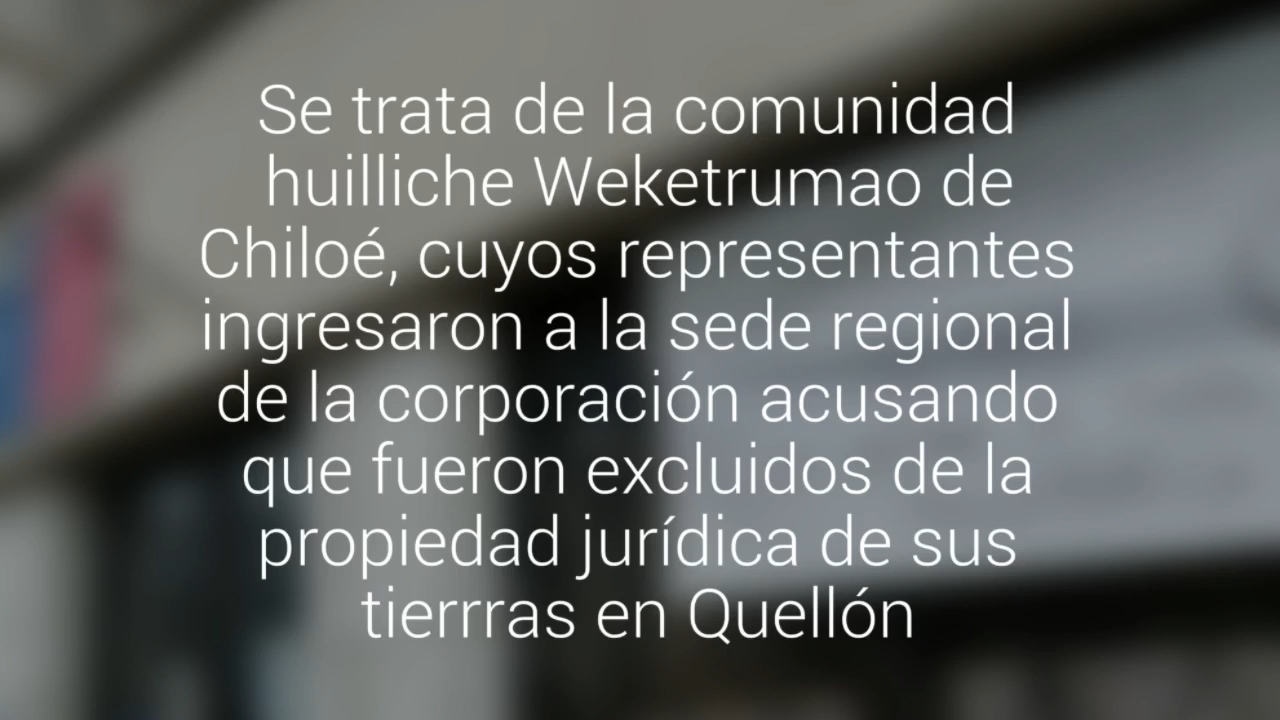 Se trata de la comunidad
huilliche Weketrumao de
Chiloé, cuyos representantes
ingresaron a la sede regional
de la corporación acusando
que fueron excluidos de la
propiedad jurídica de sus
tierrras en Quellón